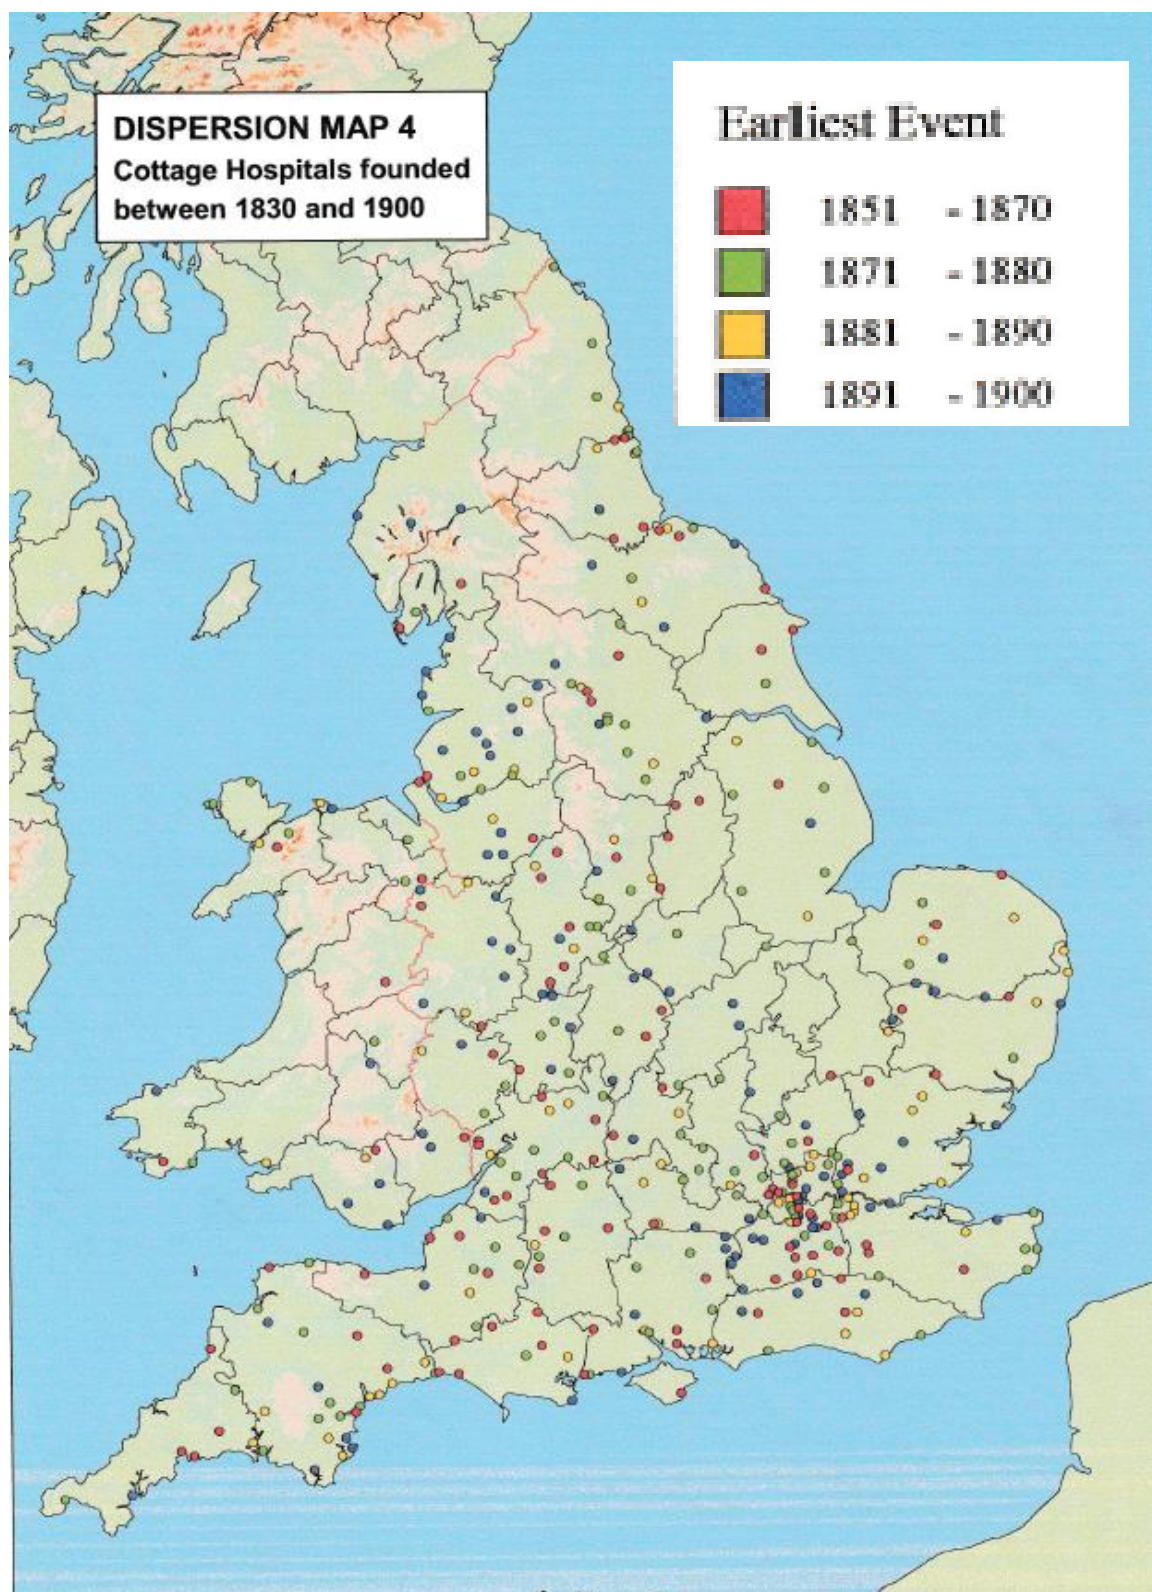 DISPERSION MAP 4
Cottage Hospitals founded
between 1830 and 1900
Earliest Event
1851 - 1870
1871 - 1880
1881 - 1890
1891 - 1900